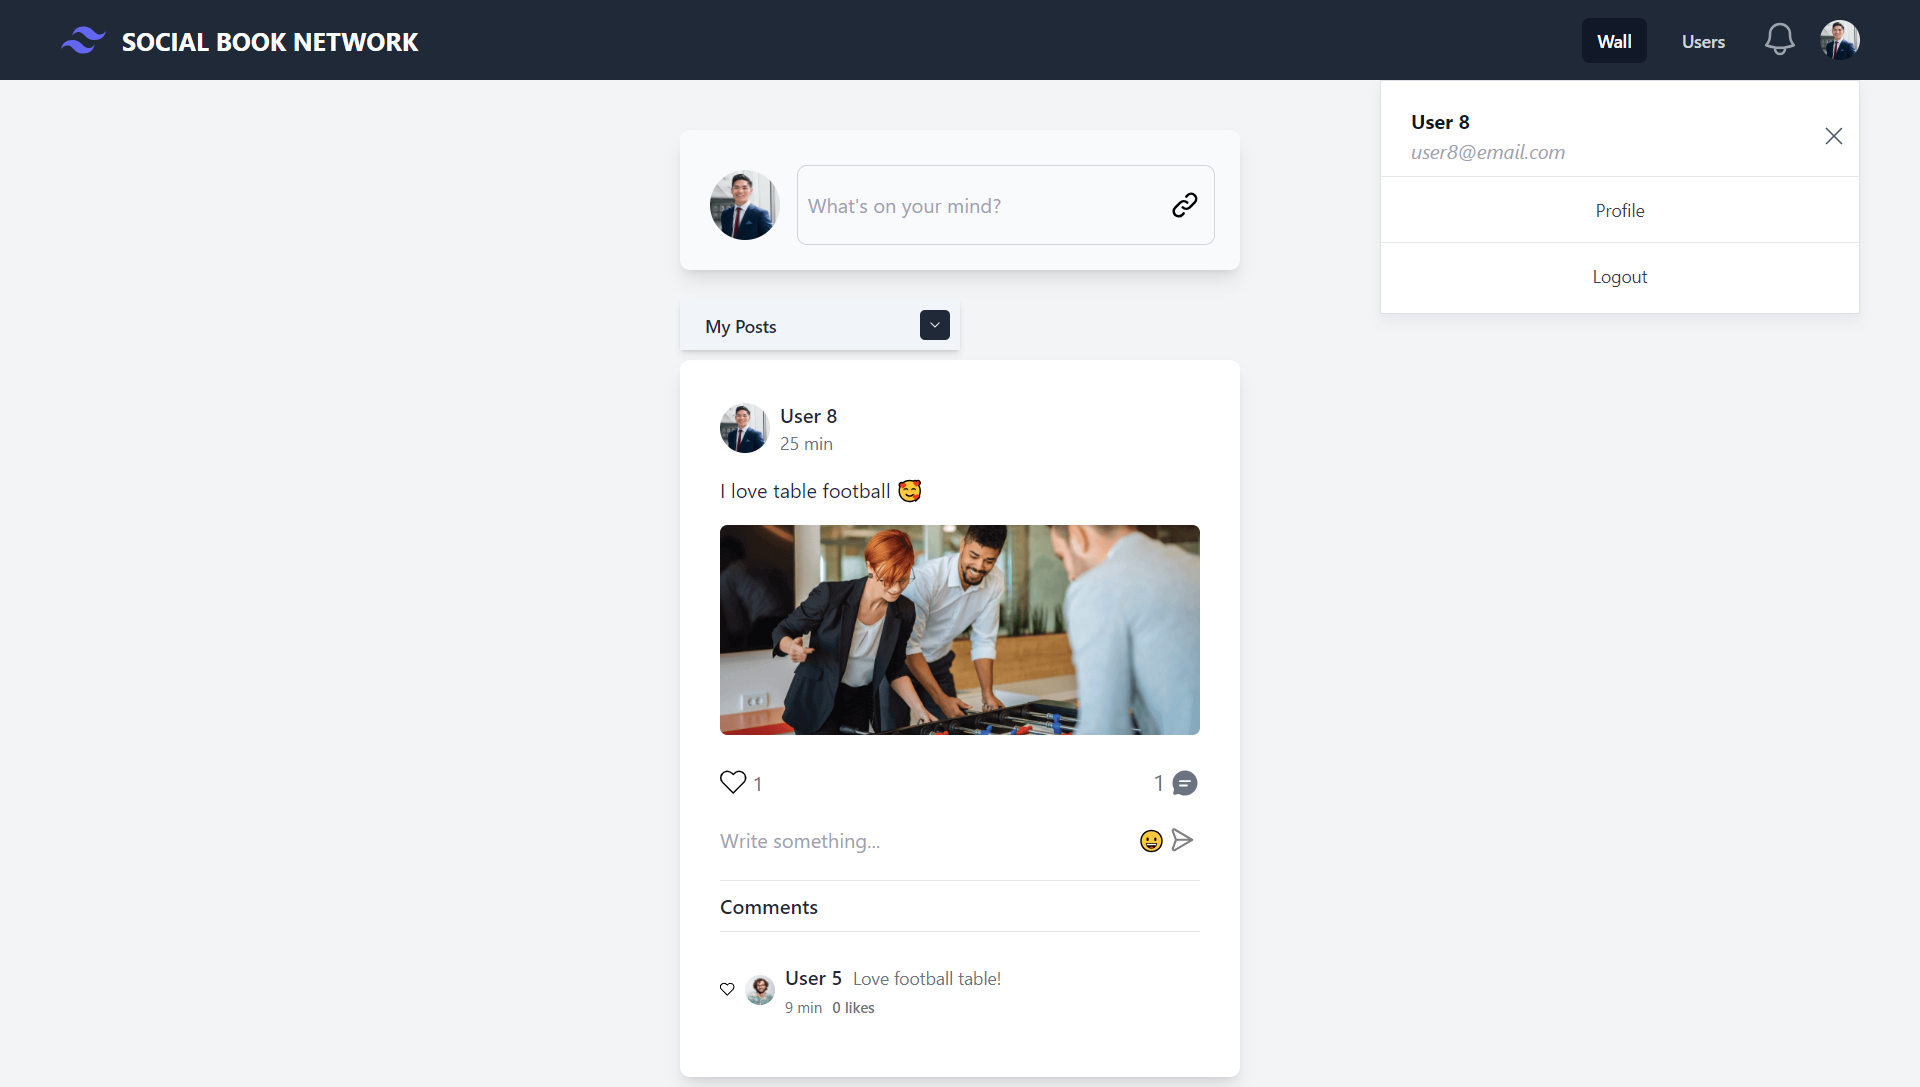 SOCIAL BOOK NETWORK
Wall
Users
User 8
user8@email.com
Profile
Logout
What's on your mind?
My Posts
User 8
25 min
I love table football 🥰
1
1
Write something...
Comments
User 5 Love football table!
9 min 0 likes